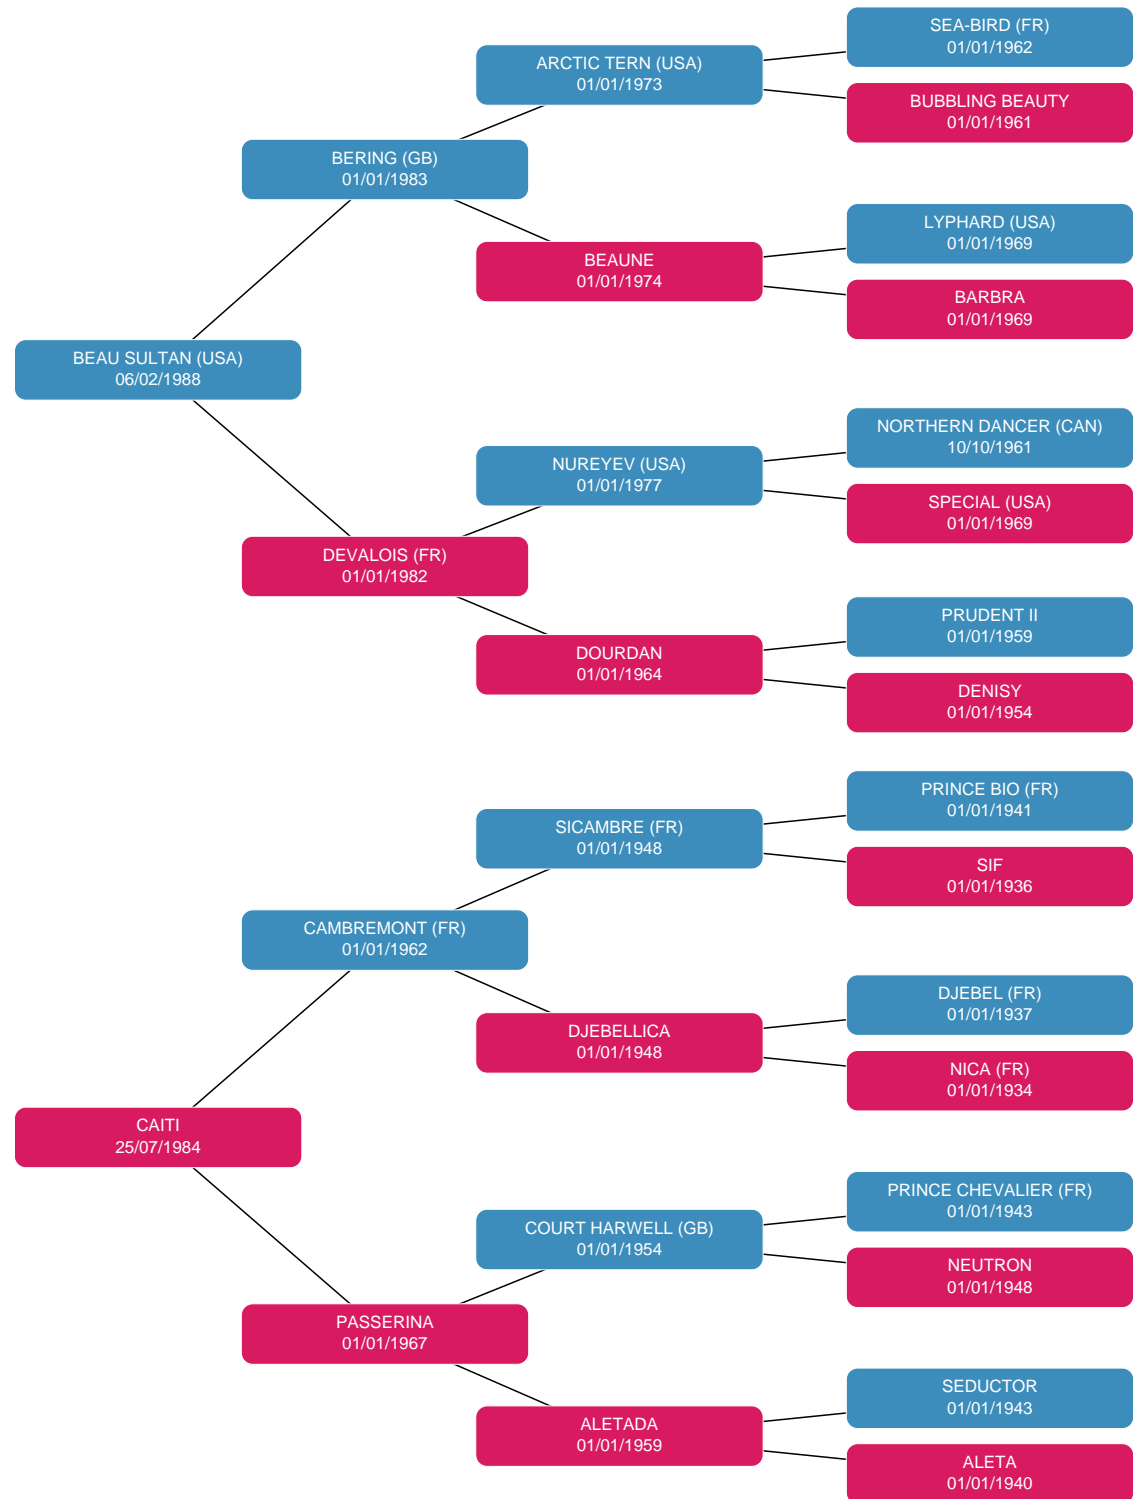 SEA-BIRD (FR)
01/01/1962
ARCTIC TERN (USA)
01/01/1973
BUBBLING BEAUTY
01/01/1961
BERING (GB)
01/01/1983
LYPHARD (USA)
01/01/1969
BEAUNE
01/01/1974
BARBRA
01/01/1969
BEAU SULTAN (USA)
06/02/1988
NORTHERN DANCER (CAN)
10/10/1961
NUREYEV (USA)
01/01/1977
SPECIAL (USA)
01/01/1969
DEVALOIS (FR)
01/01/1982
PRUDENT II
01/01/1959
DOURDAN
01/01/1964
DENISY
01/01/1954
PRINCE BIO (FR)
01/01/1941
SICAMBRE (FR)
01/01/1948
SIF
01/01/1936
CAMBREMONT (FR)
01/01/1962
DJEBEL (FR)
01/01/1937
DJEBELLICA
01/01/1948
NICA (FR)
01/01/1934
CAITI
25/07/1984
PRINCE CHEVALIER (FR)
01/01/1943
COURT HARWELL (GB)
01/01/1954
NEUTRON
01/01/1948
PASSERINA
01/01/1967
SEDUCTOR
01/01/1943
ALETADA
01/01/1959
ALETA
01/01/1940